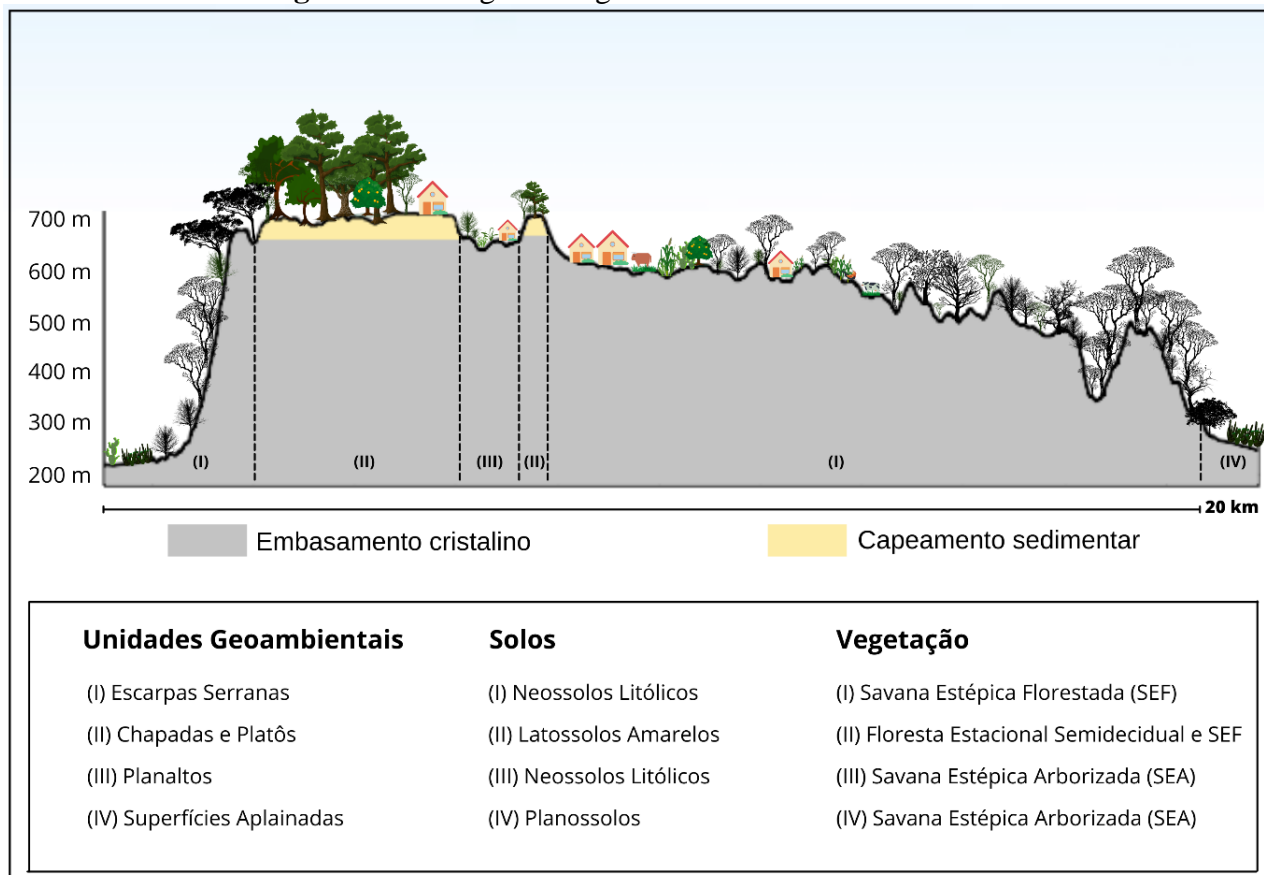 700 m
600 m
500 m
400 m
300 m
200 m
(I)
(II)
(III)
(II)
(I)
(IV)
20 km
Embasamento cristalino
Capeamento sedimentar
Unidades Geoambientais
(I) Escarpas Serranas
(II) Chapadas e Platôs
(III) Planaltos
(IV) Superfícies Aplainadas
Solos
(I) Neossolos Litólicos
(II) Latossolos Amarelos
(III) Neossolos Litólicos
(IV) Planossolos
Vegetação
(I) Savana Estépica Florestada (SEF)
(II) Floresta Estacional Semidecidual e SEF
(III) Savana Estépica Arborizada (SEA)
(IV) Savana Estépica Arborizada (SEA)